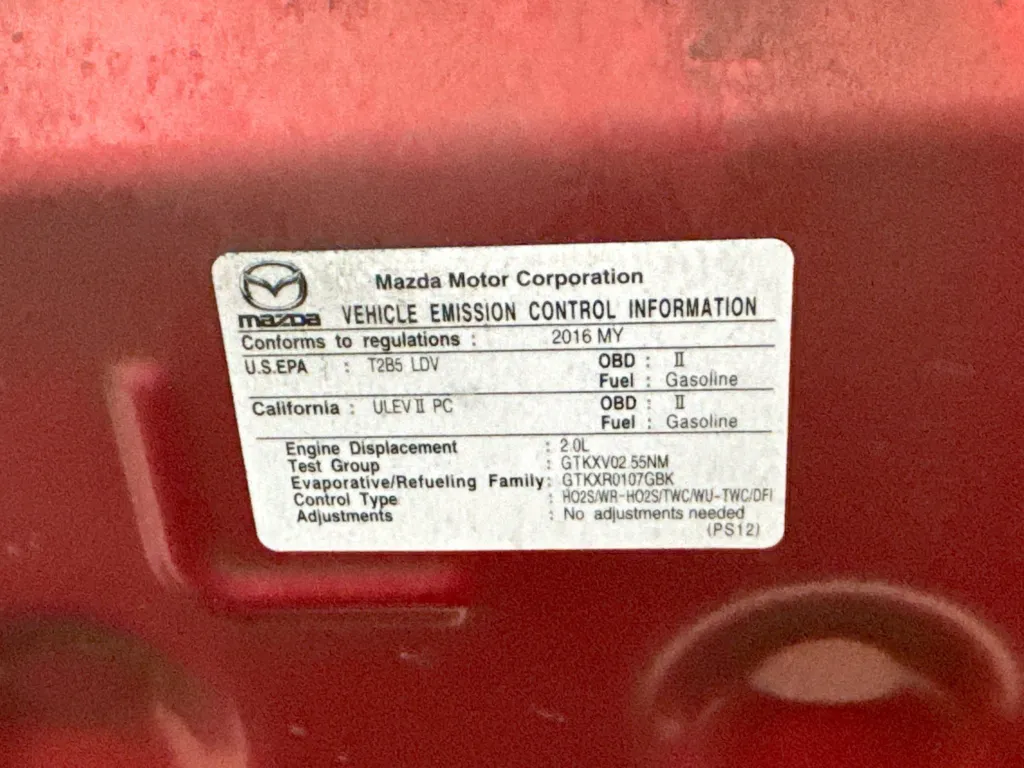 Mazda Motor Corporation
mazda VEHICLE EMISSION CONTROL INFORMATION
Conforms to regulations : 2016 MY
U.S.EPA : T2B5 LDV OBD : II
Fuel : Gasoline
California : ULEV II PC OBD : II
Fuel : Gasoline
Engine Displacement : 2.0L
Test Group : GTKXV02.55NM
Evaporative/Refueling Family: GTKXR0107GBK
Control Type : HO2S/WR-HO2S/TWC/WU-TWC/DFI
Adjustments : No adjustments needed
(PS12)